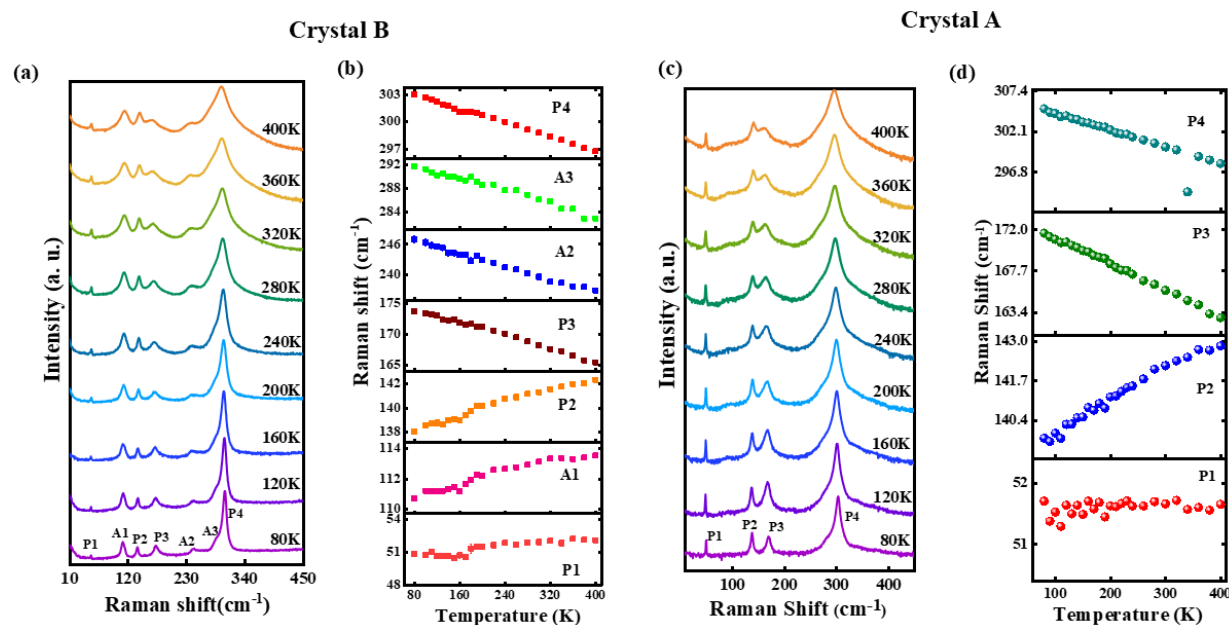 Crystal B
Crystal A
(a)
Intensity (a. u.)
400K
360K
320K
280K
240K
200K
160K
120K
80K
P1
A1
P2
P3
A2
A3
P4
10
120
230
340
450
Raman shift(cm-1)
(b)
Raman shift (cm-1)
303
300
297
P4
292
288
284
A3
246
240
A2
175
170
165
P3
142
140
138
P2
114
112
110
A1
54
51
48
P1
80
160
240
320
400
Temperature (K)
(c)
Intensity (a.u.)
400K
360K
320K
280K
240K
200K
160K
120K
80K
P1
P2
P3
P4
100
200
300
400
Raman Shift (cm-1)
(d)
Raman Shift (cm-1)
307.4
302.1
296.8
P4
172.0
167.7
163.4
P3
143.0
141.7
140.4
P2
52
51
P1
100
200
300
400
Temperature (K)